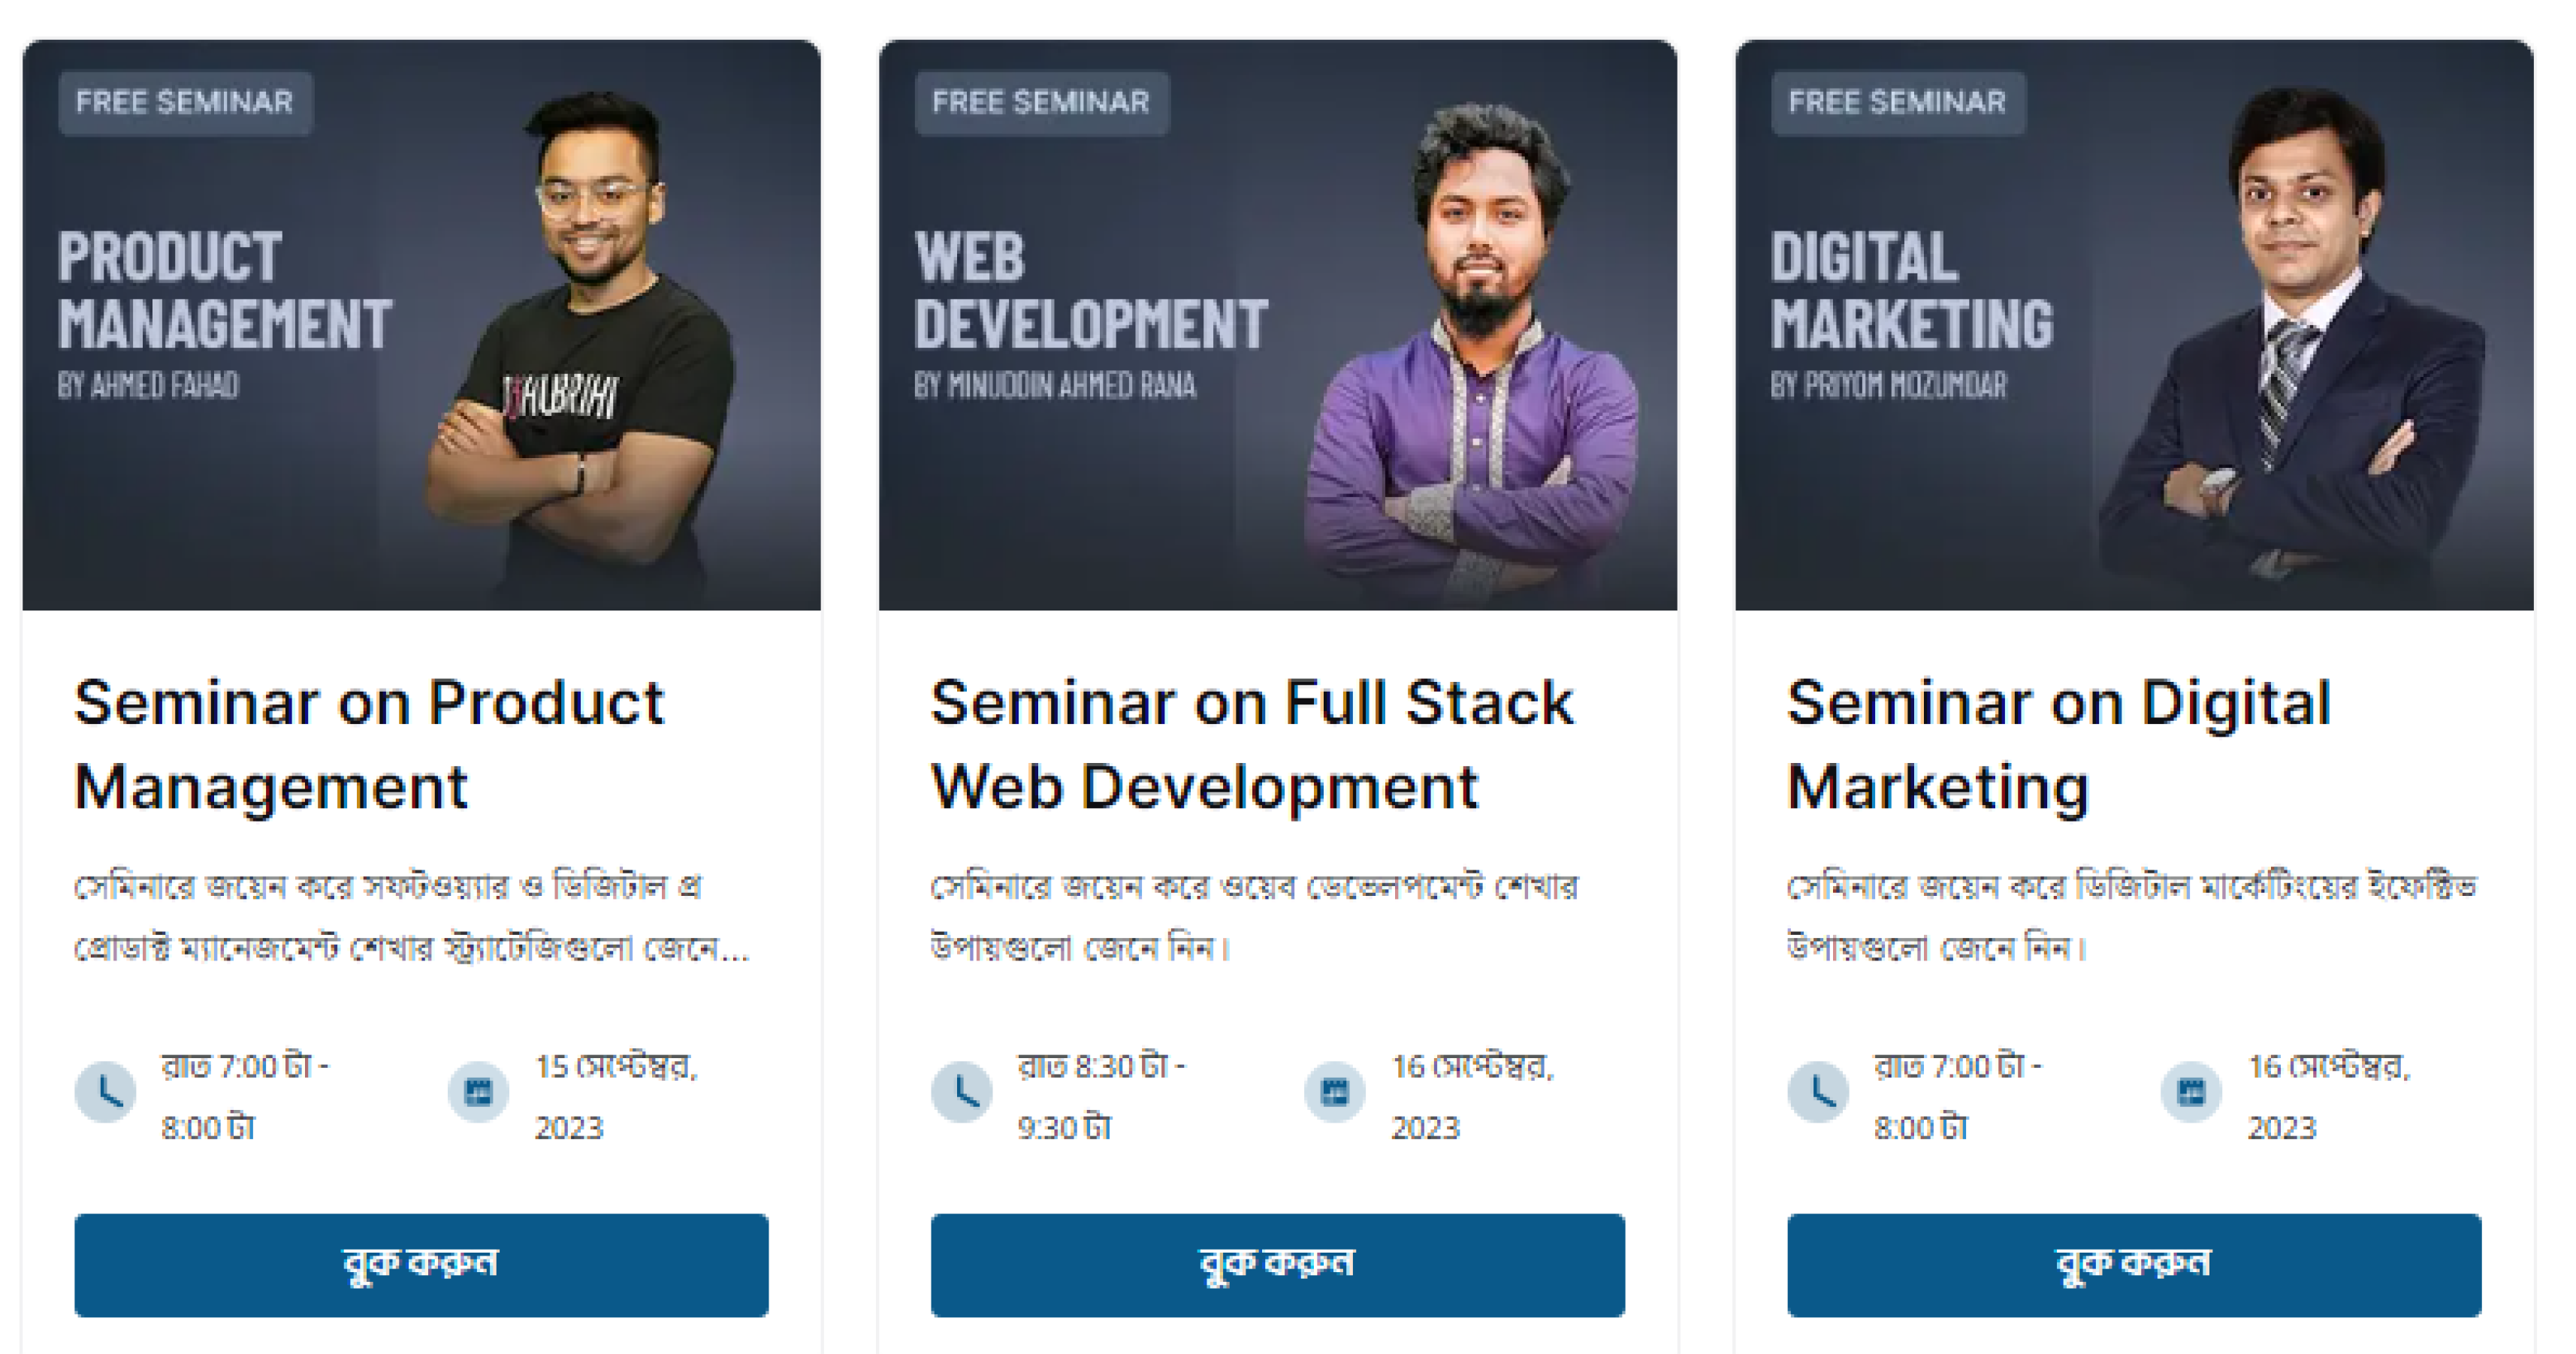 FREE SEMINAR
PRODUCT
MANAGEMENT
BY AHMED FAHAD
Seminar on Product
Management
সেমিনারে জয়েন করে সফটওয়্যার ও ডিজিটাল প্র
প্রোডাক্ট ম্যানেজমেন্ট শেখার স্ট্র্যাটেজিগুলো জেনে...
রাত 7:00 টা -
8:00 টা
15 সেপ্টেম্বর,
2023
বুক করুন
FREE SEMINAR
WEB
DEVELOPMENT
BY MINUDDIN AHMED RANA
Seminar on Full Stack
Web Development
সেমিনারে জয়েন করে ওয়েব ডেভেলপমেন্ট শেখার
উপায়গুলো জেনে নিন।
রাত 8:30 টা -
9:30 টা
16 সেপ্টেম্বর,
2023
বুক করুন
FREE SEMINAR
DIGITAL
MARKETING
BY PRIYOM MOZUMDAR
Seminar on Digital
Marketing
সেমিনারে জয়েন করে ডিজিটাল মার্কেটিংয়ের ইফেক্টিভ
উপায়গুলো জেনে নিন।
রাত 7:00 টা -
8:00 টা
16 সেপ্টেম্বর,
2023
বুক করুন